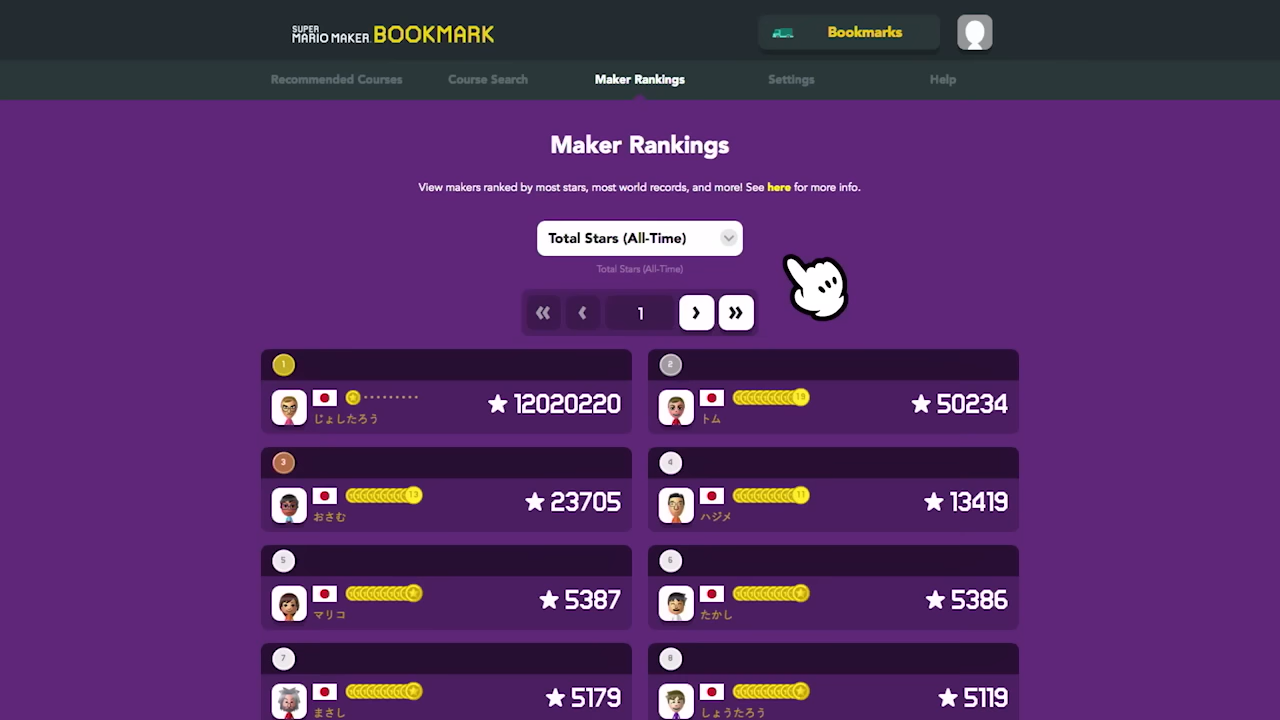 SUPER
MARIO MAKER BOOKMARK
Bookmarks
Recommended Courses
Course Search
Maker Rankings
Settings
Help
Maker Rankings
View makers ranked by most stars, most world records, and more! See here for more info.
Total Stars (All-Time)
Total Stars (All-Time)
« ‹ 1 › »
1
じょしたろう
★ 12020220
2
19
トム
★ 50234
3
13
おさむ
★ 23705
4
11
ハジメ
★ 13419
5
マリコ
★ 5387
6
たかし
★ 5386
7
まさし
★ 5179
8
しょうたろう
★ 5119